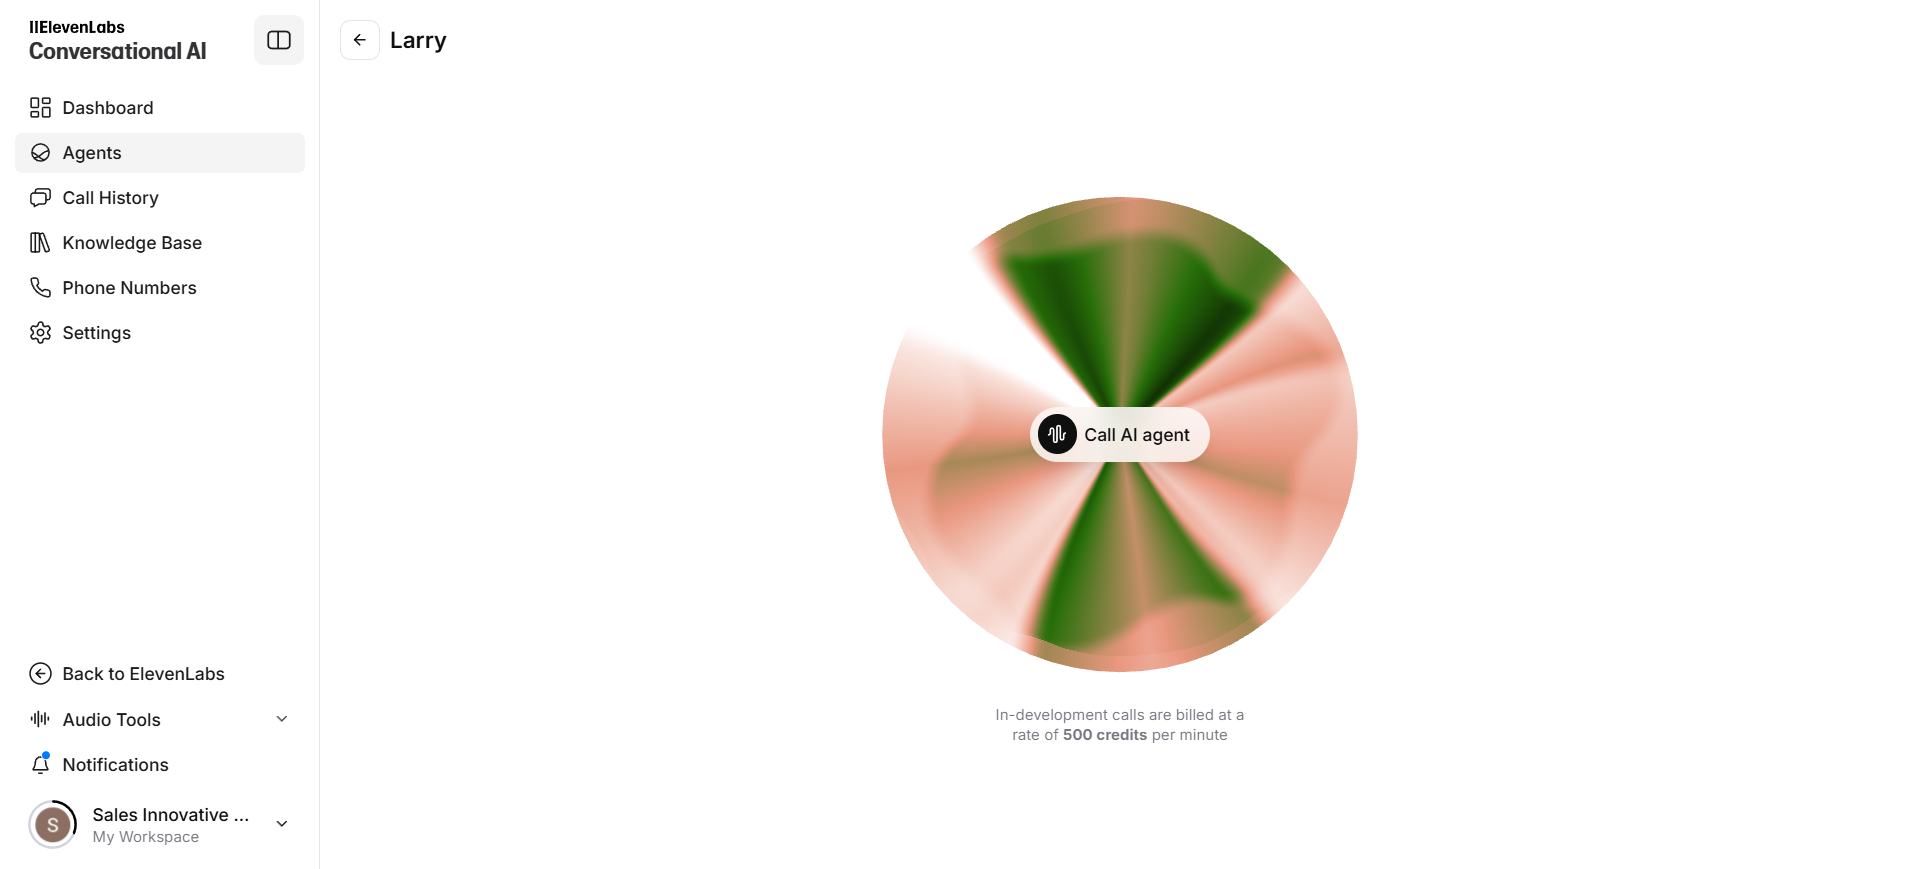 IIElevenLabs
Conversational AI
Dashboard
Agents
Call History
Knowledge Base
Phone Numbers
Settings
Back to ElevenLabs
Audio Tools
Notifications
S
Sales Innovative ...
My Workspace
Larry
Call AI agent
In-development calls are billed at a
rate of 500 credits per minute